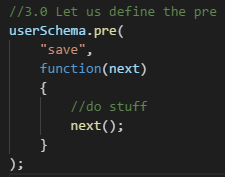 //3.0 Let us define the pre
userSchema.pre(
    "save",
    function(next)
    {
        //do stuff
        next();
    }
);